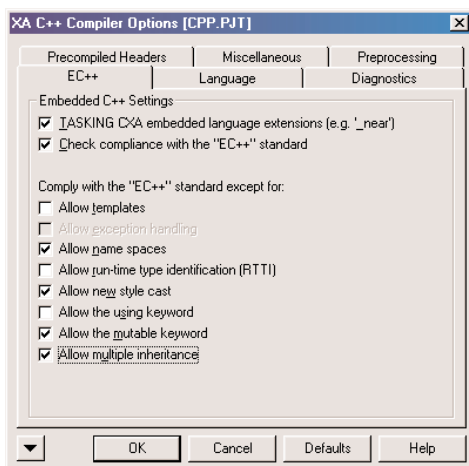 XA C++ Compiler Options [CPP.PJT]
Precompiled Headers Miscellaneous Preprocessing
EC++ Language Diagnostics
Embedded C++ Settings
TASKING CXA embedded language extensions (e.g. '_near')
Check compliance with the "EC++" standard
Comply with the "EC++" standard except for:
Allow templates
Allow exception handling
Allow name spaces
Allow run-time type identification (RTTI)
Allow new style cast
Allow the using keyword
Allow the mutable keyword
Allow multiple inheritance
OK Cancel Defaults Help